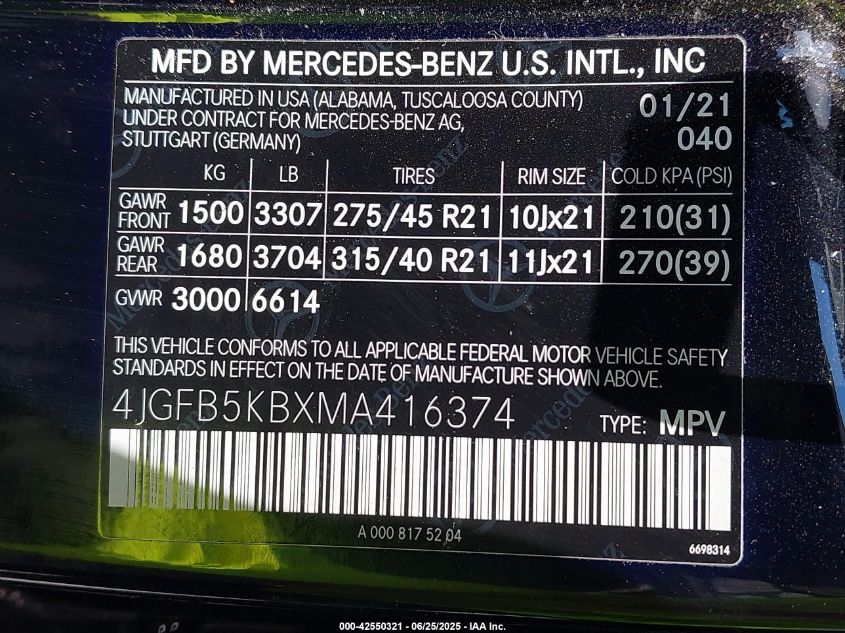 MFD BY MERCEDES-BENZ U.S. INTL., INC
MANUFACTURED IN USA (ALABAMA, TUSCALOOSA COUNTY) 01/21
UNDER CONTRACT FOR MERCEDES-BENZ AG,
STUTTGART (GERMANY) 040
KG LB TIRES RIM SIZE COLD KPA (PSI)
GAWR FRONT 1500 3307 275/45 R21 10Jx21 210(31)
GAWR REAR 1680 3704 315/40 R21 11Jx21 270(39)
GVWR 3000 6614
THIS VEHICLE CONFORMS TO ALL APPLICABLE FEDERAL MOTOR VEHICLE SAFETY
STANDARDS IN EFFECT ON THE DATE OF MANUFACTURE SHOWN ABOVE.
4JGFB5KBXMA416374 TYPE: MPV
A 000 817 52 04
6698314
000-42550321 - 06/25/2025 - IAA Inc.